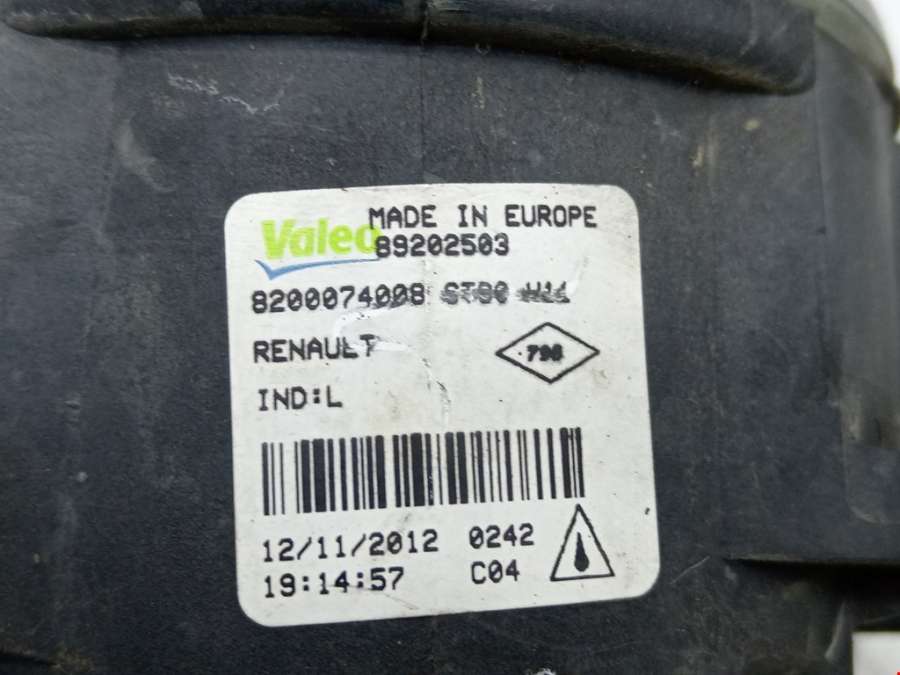 Valeo MADE IN EUROPE
89202503
8200074008
RENAULT
IND:L
12/11/2012 0242
19:14:57 C04